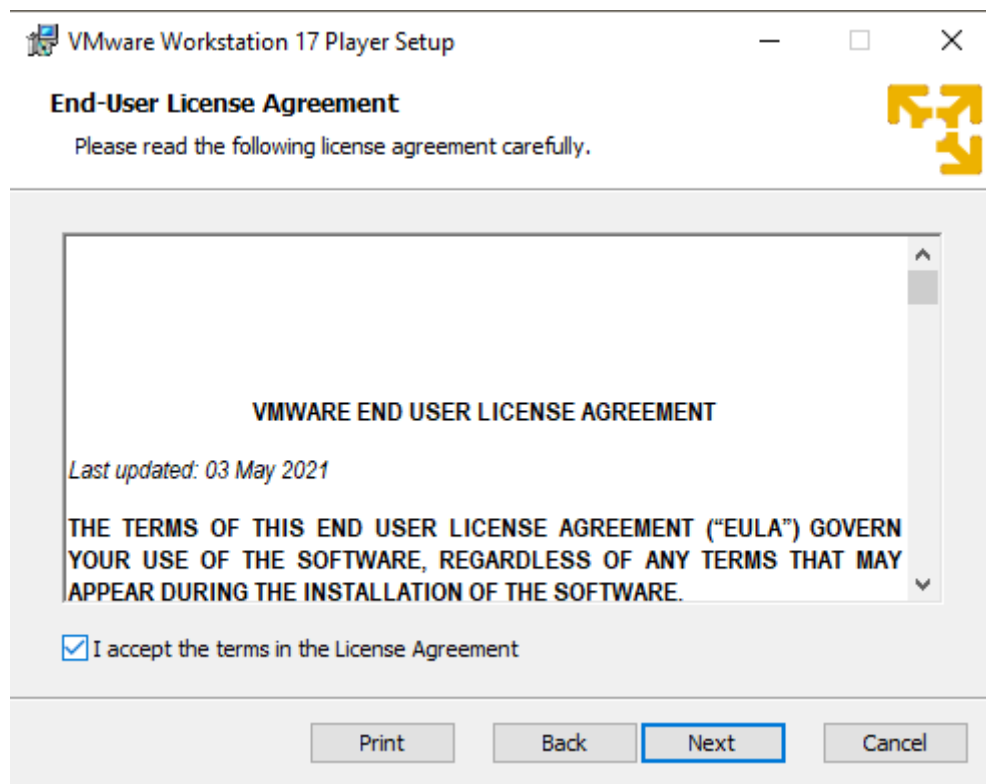 VMware Workstation 17 Player Setup
End-User License Agreement
Please read the following license agreement carefully.
VMWARE END USER LICENSE AGREEMENT
Last updated: 03 May 2021
THE TERMS OF THIS END USER LICENSE AGREEMENT (“EULA”) GOVERN
YOUR USE OF THE SOFTWARE, REGARDLESS OF ANY TERMS THAT MAY
APPEAR DURING THE INSTALLATION OF THE SOFTWARE.
I accept the terms in the License Agreement
Print Back Next Cancel